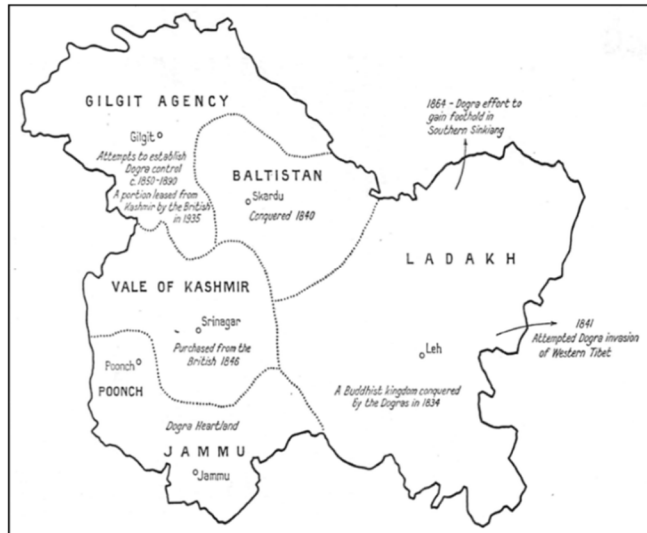 GILGIT AGENCY
Gilgit
Attempts to establish
Dogra control
c.1850-1890
A portion leased from
Kashmir by the British
in 1935
BALTISTAN
Skardu
Conquered 1840
1864 - Dogra effort to
gain foothold in
Southern Sinkiang
LADAKH
VALE OF KASHMIR
Srinagar
Purchased from the
British 1846
1841
Attempted Dogra invasion
of Western Tibet
Leh
A Buddhist kingdom conquered
by the Dogras in 1834
Poonch
POONCH
Dogra Heartland
JAMMU
Jammu